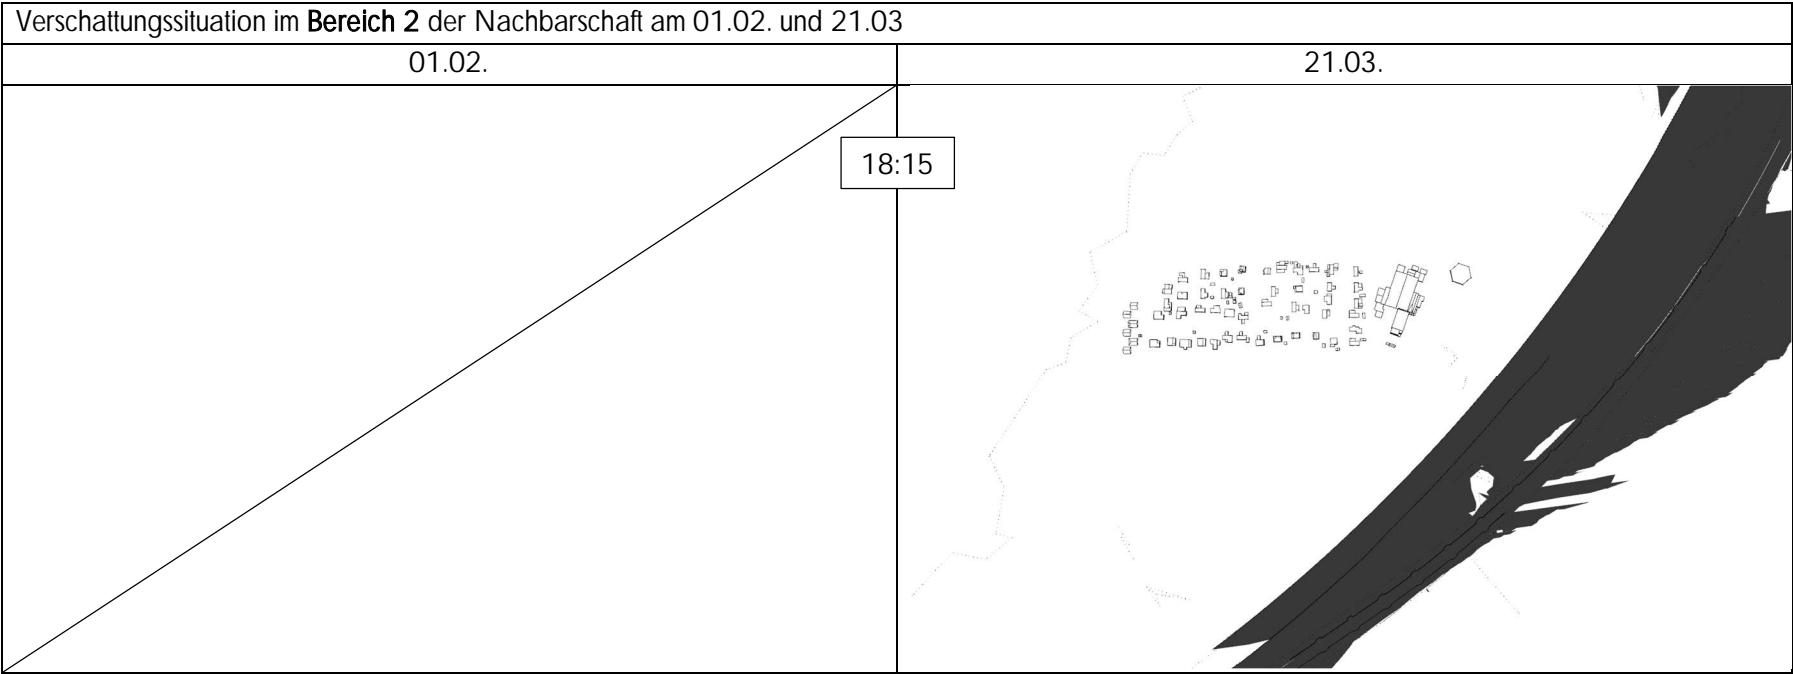 Verschattungssituation im Bereich 2 der Nachbarschaft am 01.02. und 21.03
01.02.
21.03.
18:15